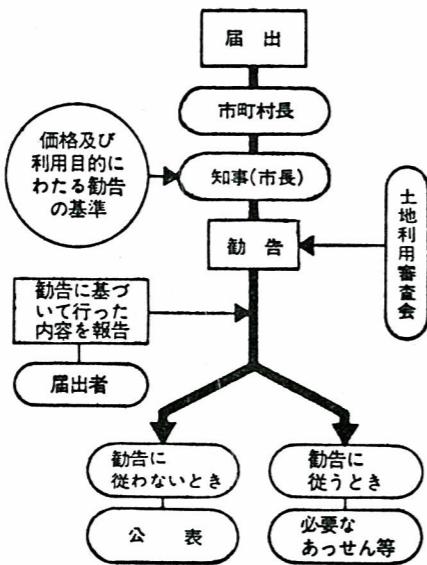 届出
市町村長
価格及び
利用目的に
わたる勧告
の基準
知事(市長)
土地利用審査会
勧告
勧告に基づ
いて行った
内容を報告
届出者
勧告に
従わないとき
勧告に
従うとき
公表
必要な
あっせん等